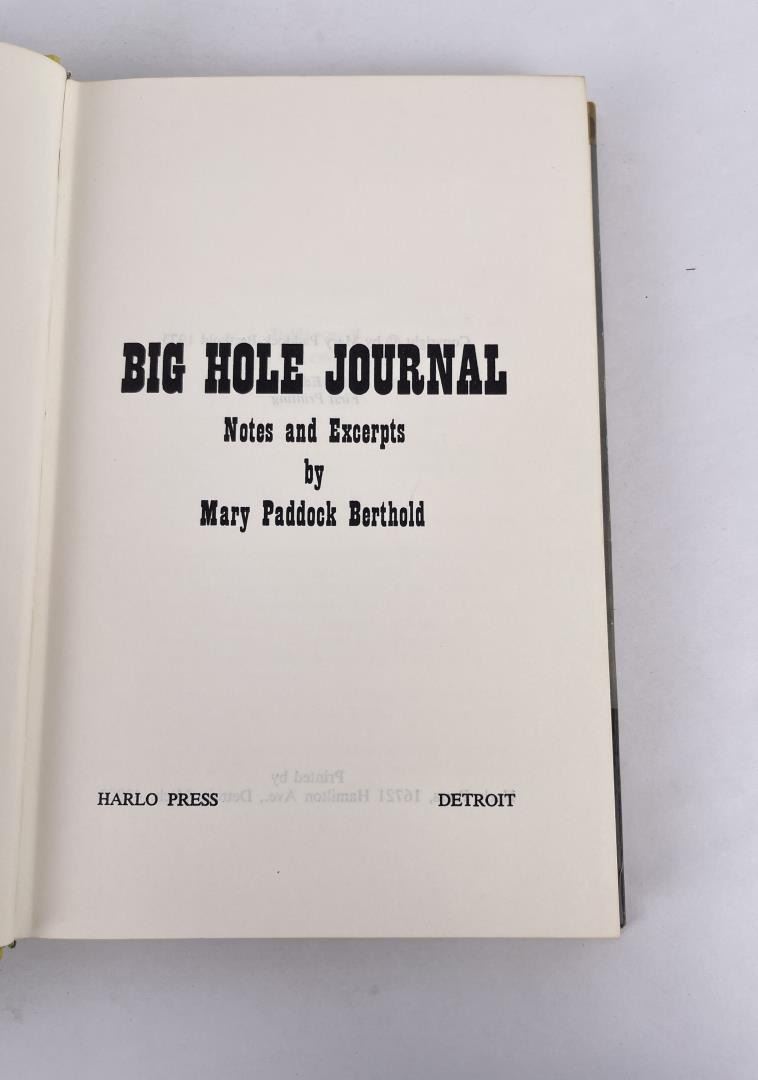 BIG HOLE JOURNAL
Notes and Excerpts
by
Mary Paddock Berthold
HARLO PRESS DETROIT